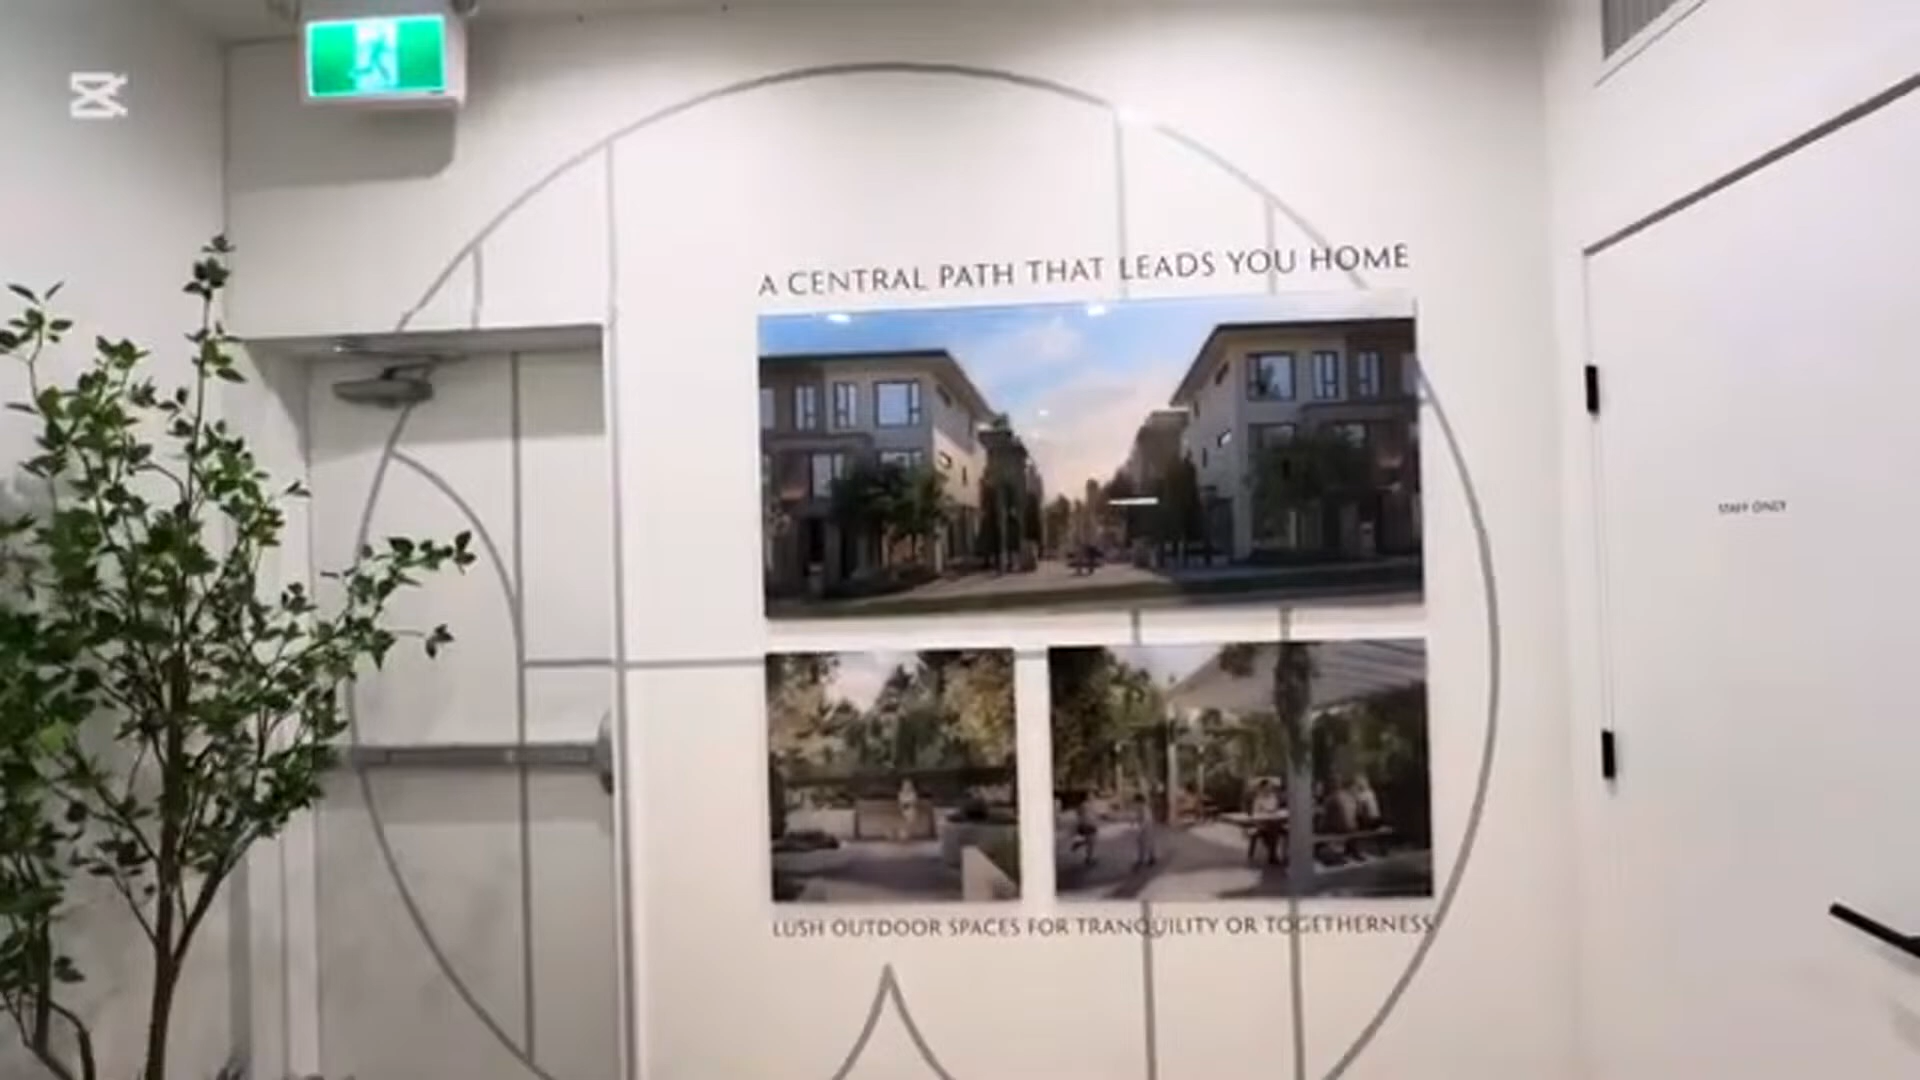 A CENTRAL PATH THAT LEADS YOU HOME
STAFF ONLY
LUSH OUTDOOR SPACES FOR TRANQUILITY OR TOGETHERNESS